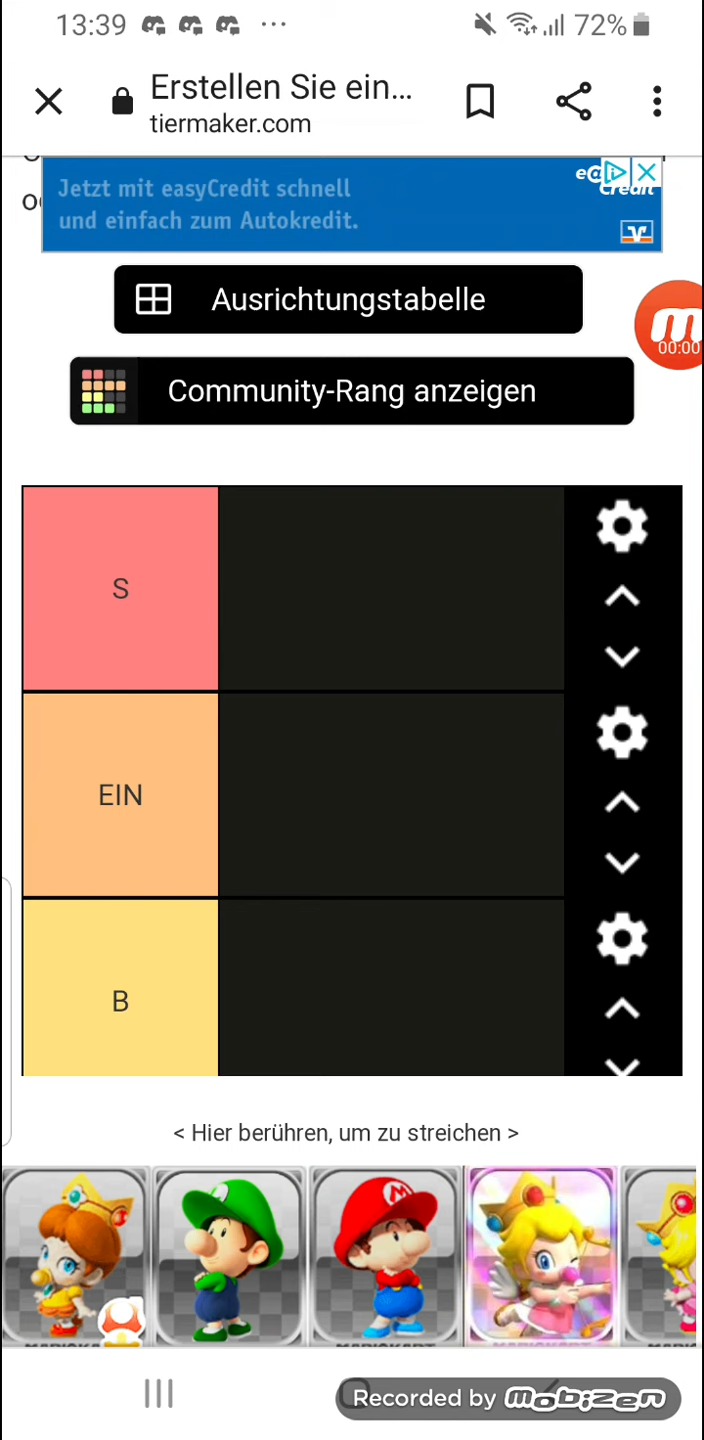 13:39
72%
Erstellen Sie ein...
tiermaker.com
Jetzt mit easyCredit schnell
und einfach zum Autokredit.
Credit
Ausrichtungstabelle
00:00
Community-Rang anzeigen
S
EIN
B
< Hier berühren, um zu streichen >
Recorded by mobizen